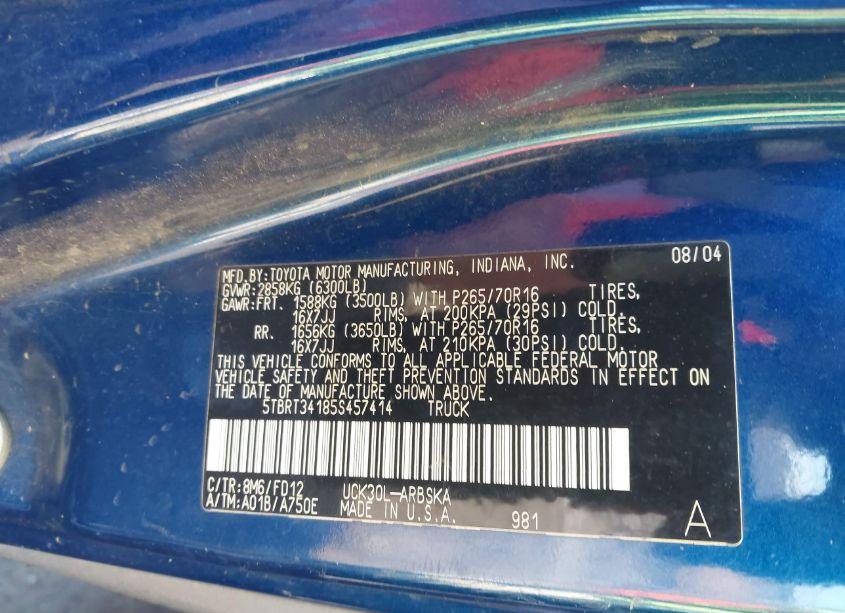 MFD.BY:TOYOTA MOTOR MANUFACTURING, INDIANA, INC. 08/04
GVWR:2858KG (6300LB)
GAWR:FRT. 1588KG (3500LB) WITH P265/70R16 TIRES,
16X7JJ RIMS, AT 200KPA (29PSI) COLD.
RR. 1656KG (3650LB) WITH P265/70R16 TIRES,
16X7JJ RIMS, AT 210KPA (30PSI) COLD.
THIS VEHICLE CONFORMS TO ALL APPLICABLE FEDERAL MOTOR
VEHICLE SAFETY AND THEFT PREVENTION STANDARDS IN EFFECT ON
THE DATE OF MANUFACTURE SHOWN ABOVE.
5TBRT34185S457414 TRUCK
C/TR:8M6/FD12 UCK30L-ARBSKA
A/TM:A01B/A750E MADE IN U.S.A. 981 A